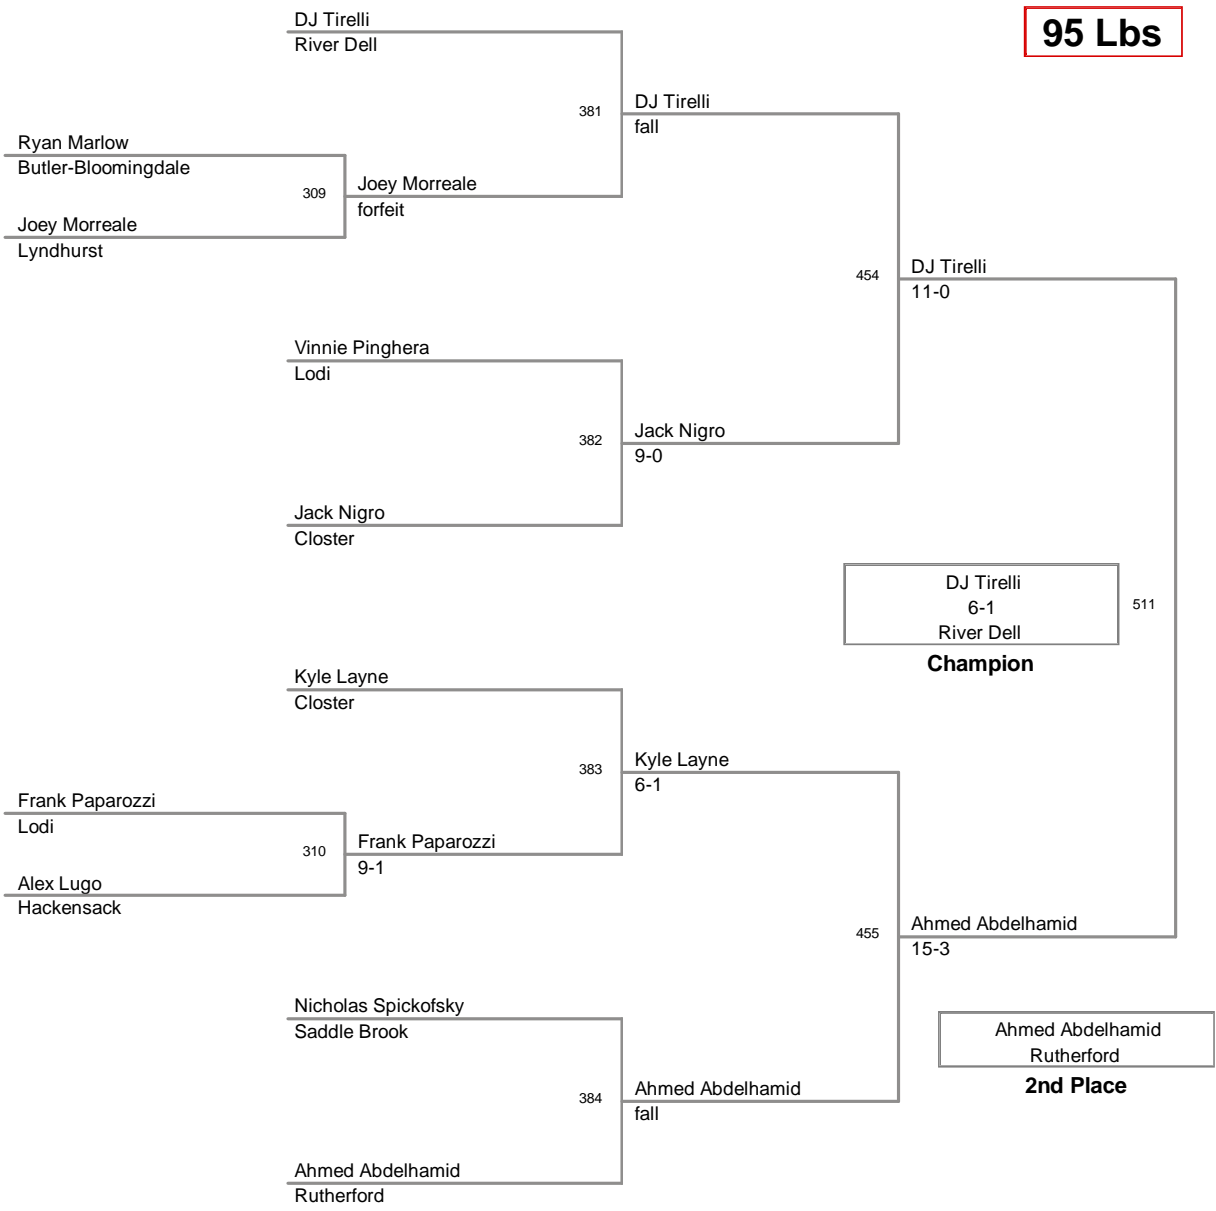 DJ Tirelli
River Dell
95 Lbs
381
DJ Tirelli
fall
Ryan Marlow
Butler-Bloomingdale
309
Joey Morreale
forfeit
Joey Morreale
Lyndhurst
454
DJ Tirelli
11-0
Vinnie Pinghera
Lodi
382
Jack Nigro
9-0
Jack Nigro
Closter
DJ Tirelli
6-1
River Dell
511
Champion
Kyle Layne
Closter
383
Kyle Layne
6-1
Frank Paparozzi
Lodi
310
Frank Paparozzi
9-1
Alex Lugo
Hackensack
455
Ahmed Abdelhamid
15-3
Nicholas Spickofsky
Saddle Brook
Ahmed Abdelhamid
Rutherford
2nd Place
384
Ahmed Abdelhamid
fall
Ahmed Abdelhamid
Rutherford